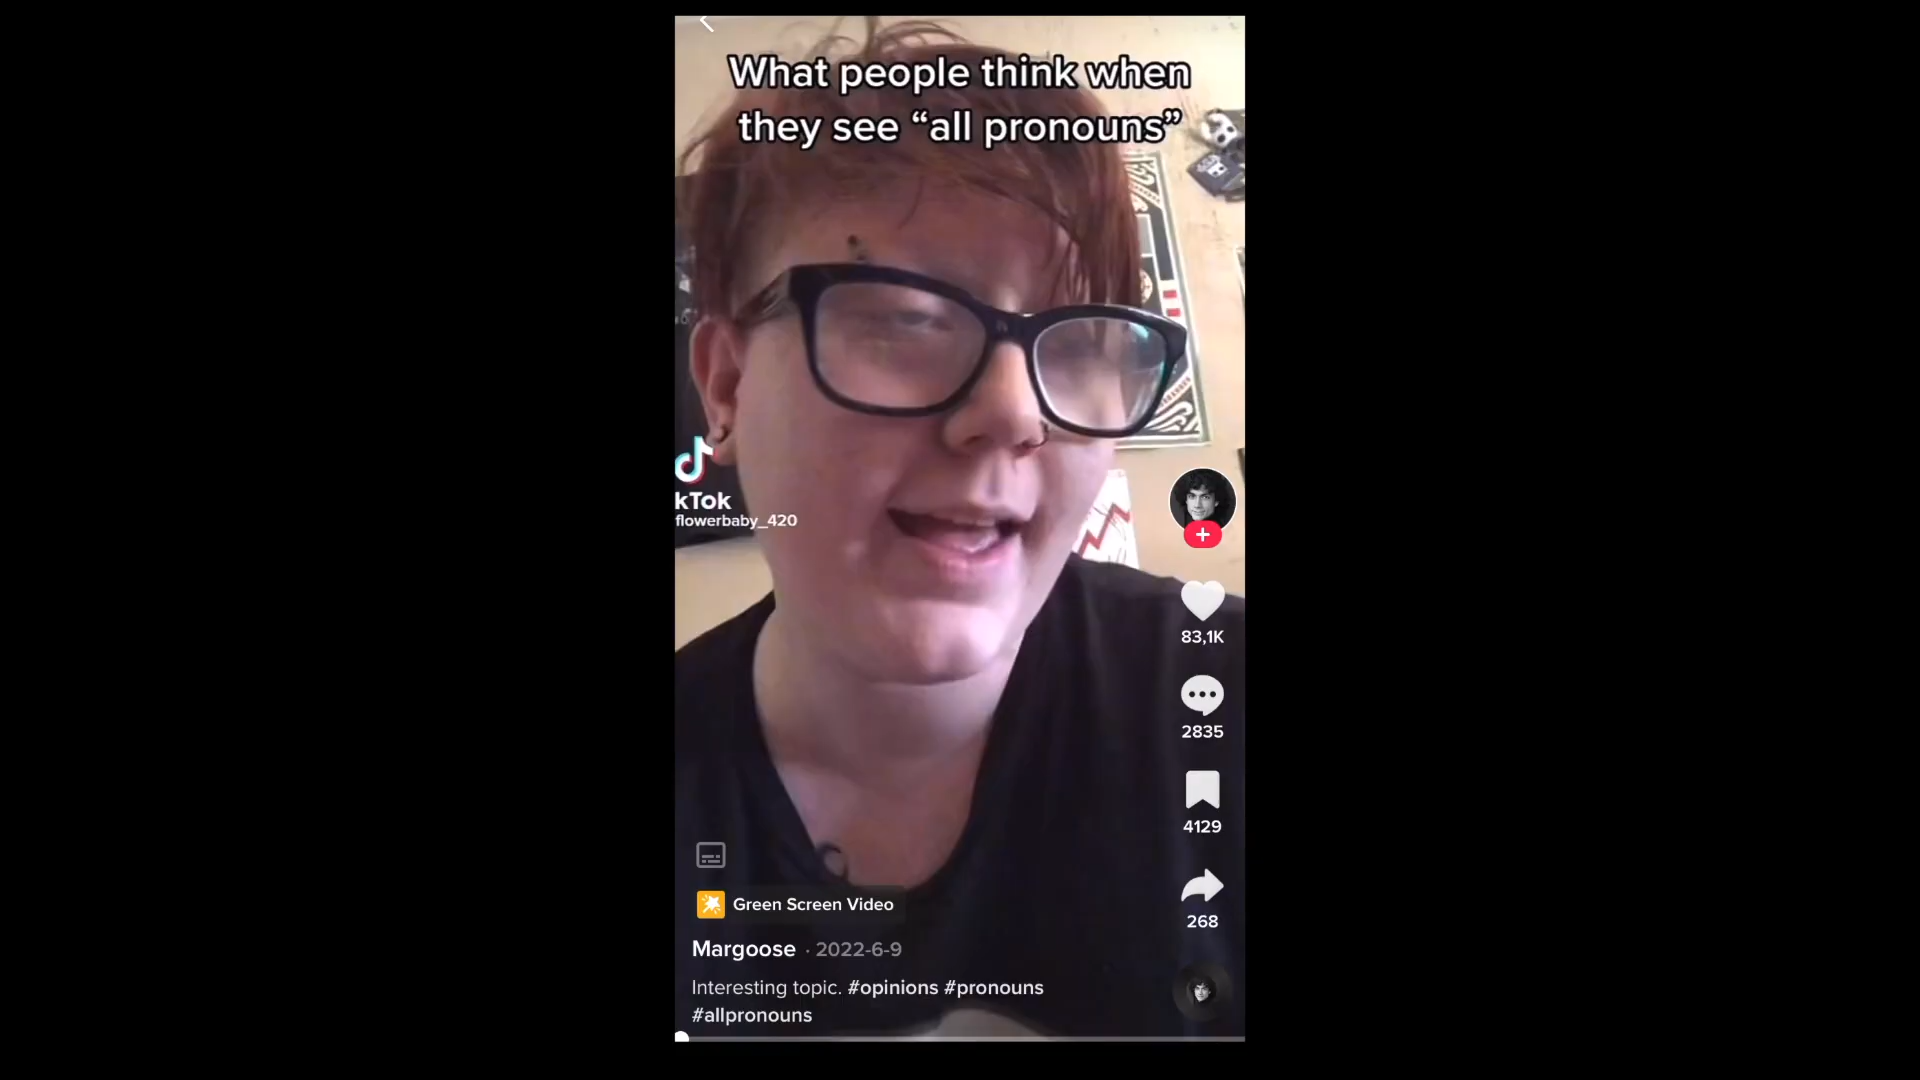 What people think when
they see “all pronouns”
kTok
flowerbaby_420
83,1K
2835
4129
268
Green Screen Video
Margoose · 2022-6-9
Interesting topic. #opinions #pronouns
#allpronouns